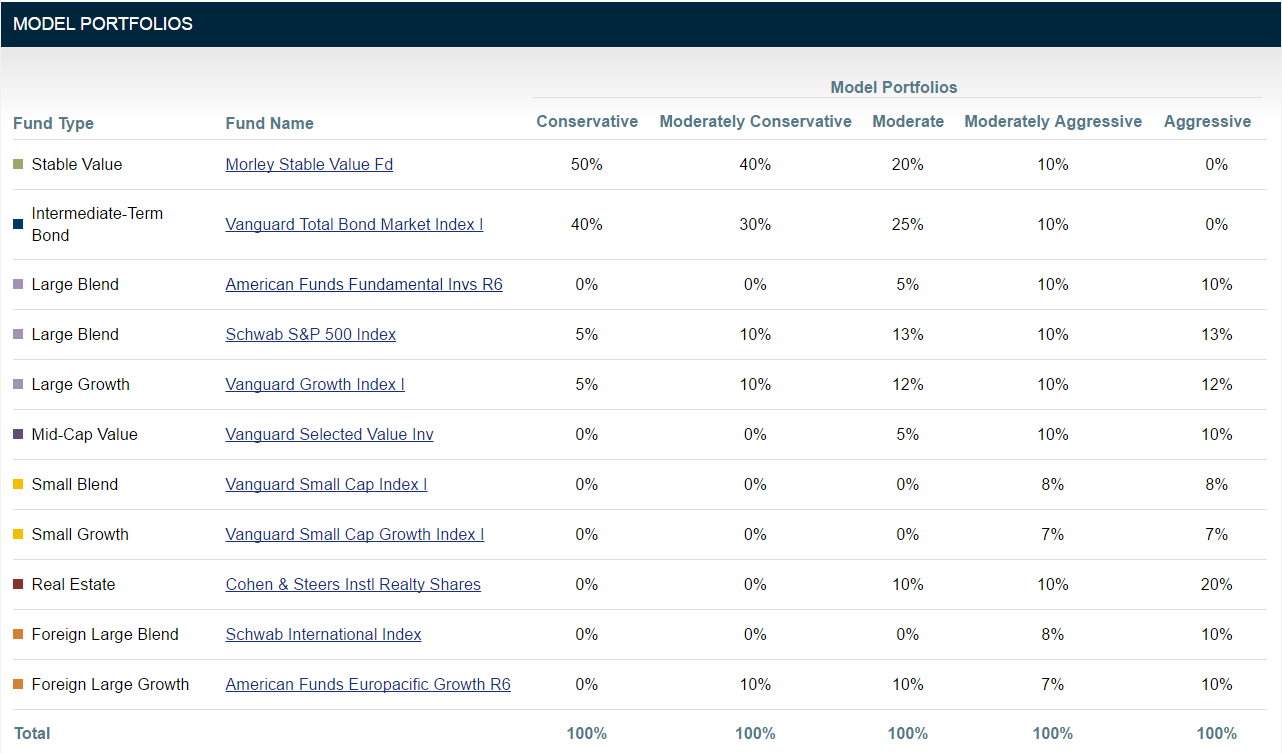 MODEL PORTFOLIOS
Model Portfolios
Fund Type Fund Name Conservative Moderately Conservative Moderate Moderately Aggressive Aggressive
Stable Value Morley Stable Value Fd 50% 40% 20% 10% 0%
Intermediate-Term
Bond Vanguard Total Bond Market Index I 40% 30% 25% 10% 0%
Large Blend American Funds Fundamental Invs R6 0% 0% 5% 10% 10%
Large Blend Schwab S&P 500 Index 5% 10% 13% 10% 13%
Large Growth Vanguard Growth Index I 5% 10% 12% 10% 12%
Mid-Cap Value Vanguard Selected Value Inv 0% 0% 5% 10% 10%
Small Blend Vanguard Small Cap Index I 0% 0% 0% 8% 8%
Small Growth Vanguard Small Cap Growth Index I 0% 0% 0% 7% 7%
Real Estate Cohen & Steers Instl Realty Shares 0% 0% 10% 10% 20%
Foreign Large Blend Schwab International Index 0% 0% 0% 8% 10%
Foreign Large Growth American Funds Europacific Growth R6 0% 10% 10% 7% 10%
Total 100% 100% 100% 100% 100%